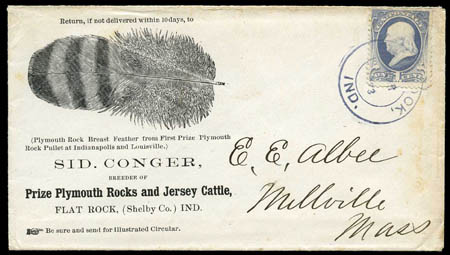 Return, if not delivered within 10 days, to
(Plymouth Rock Breast Feather from First Prize Plymouth
Rock Pullet at Indianapolis and Louisville.)
SID. CONGER,
BREEDER OF
Prize Plymouth Rocks and Jersey Cattle,
FLAT ROCK, (Shelby Co.) IND.
Be sure and send for Illustrated Circular.
IND.
E. E. Albee
Millville
Mass